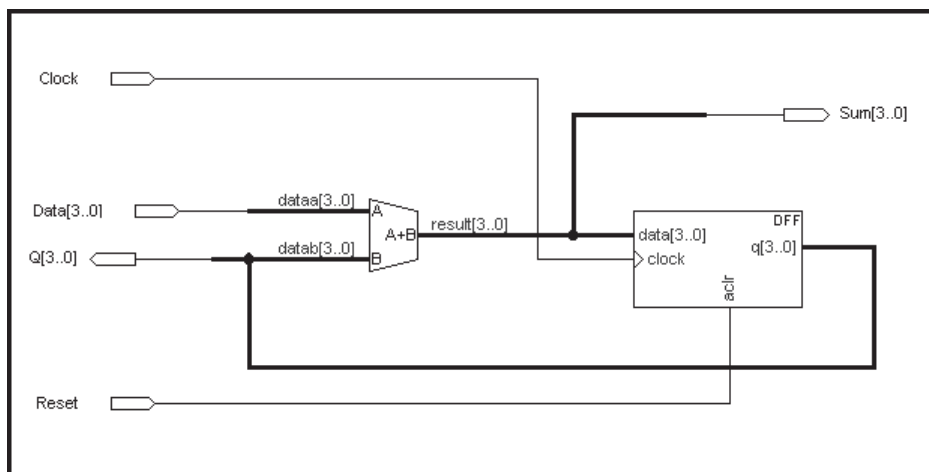 Clock
Sum[3..0]
Data[3..0]
dataa[3..0]
A
A+B
result[3..0]
DFF
data[3..0]
q[3..0]
Q[3..0]
datab[3..0]
B
clock
aclr
Reset